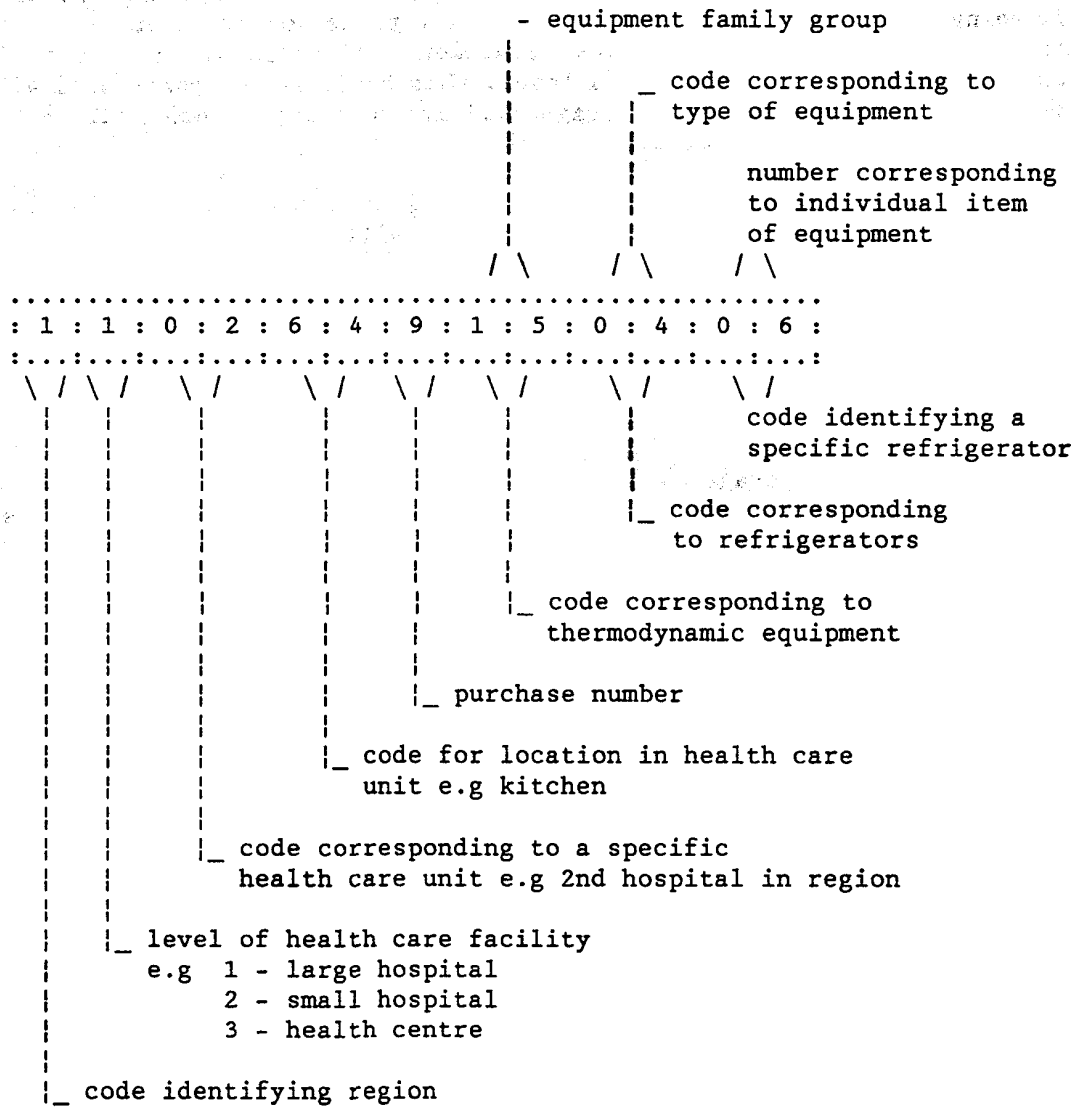 - equipment family group
_ code corresponding to
type of equipment
number corresponding
to individual item
of equipment
: 1 : 1 : 0 : 2 : 6 : 4 : 9 : 1 : 5 : 0 : 4 : 0 : 6 :
code identifying a
specific refrigerator
|_ code corresponding
to refrigerators
|_ code corresponding to
thermodynamic equipment
|_ purchase number
|_ code for location in health care
unit e.g kitchen
|_ code corresponding to a specific
health care unit e.g 2nd hospital in region
|_ level of health care facility
e.g 1 - large hospital
2 - small hospital
3 - health centre
|_ code identifying region